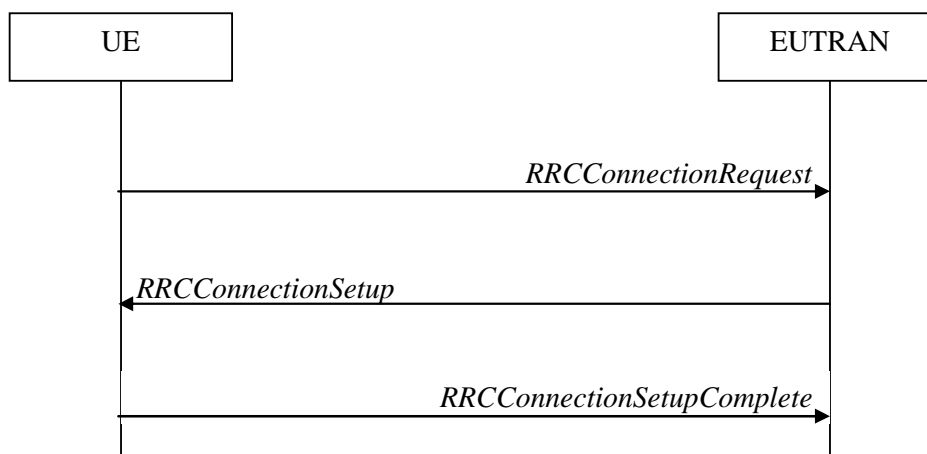 UE
EUTRAN
RRCConnectionRequest
RRCConnectionSetup
RRCConnectionSetupComplete